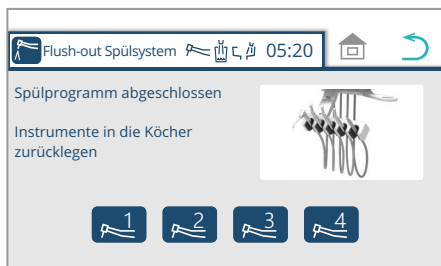 Flush-out Spülsystem 05:20
Spülprogramm abgeschlossen
Instrumente in die Köcher
zurücklegen
1 2 3 4